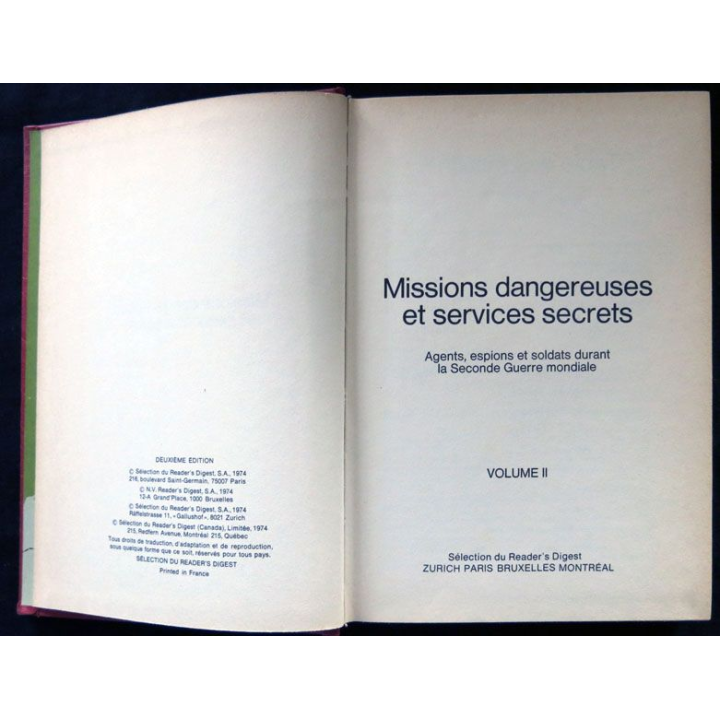 DEUXIÈME ÉDITION
© Sélection du Reader's Digest, S.A., 1974
216, boulevard Saint-Germain, 75007 Paris
© N.V. Reader's Digest, S.A., 1974
12-A Grand'Place, 1000 Bruxelles
© Sélection du Reader's Digest, S.A., 1974
Räffelstrasse 11, «Gallushof», 8021 Zurich
© Sélection du Reader's Digest (Canada), Limitée, 1974
215, Redfern Avenue, Montréal 215, Québec
Tous droits de traduction, d'adaptation et de reproduction,
sous quelque forme que ce soit, réservés pour tous pays.
SÉLECTION DU READER'S DIGEST
Printed in France
Missions dangereuses
et services secrets
Agents, espions et soldats durant
la Seconde Guerre mondiale
VOLUME II
Sélection du Reader's Digest
ZURICH PARIS BRUXELLES MONTRÉAL